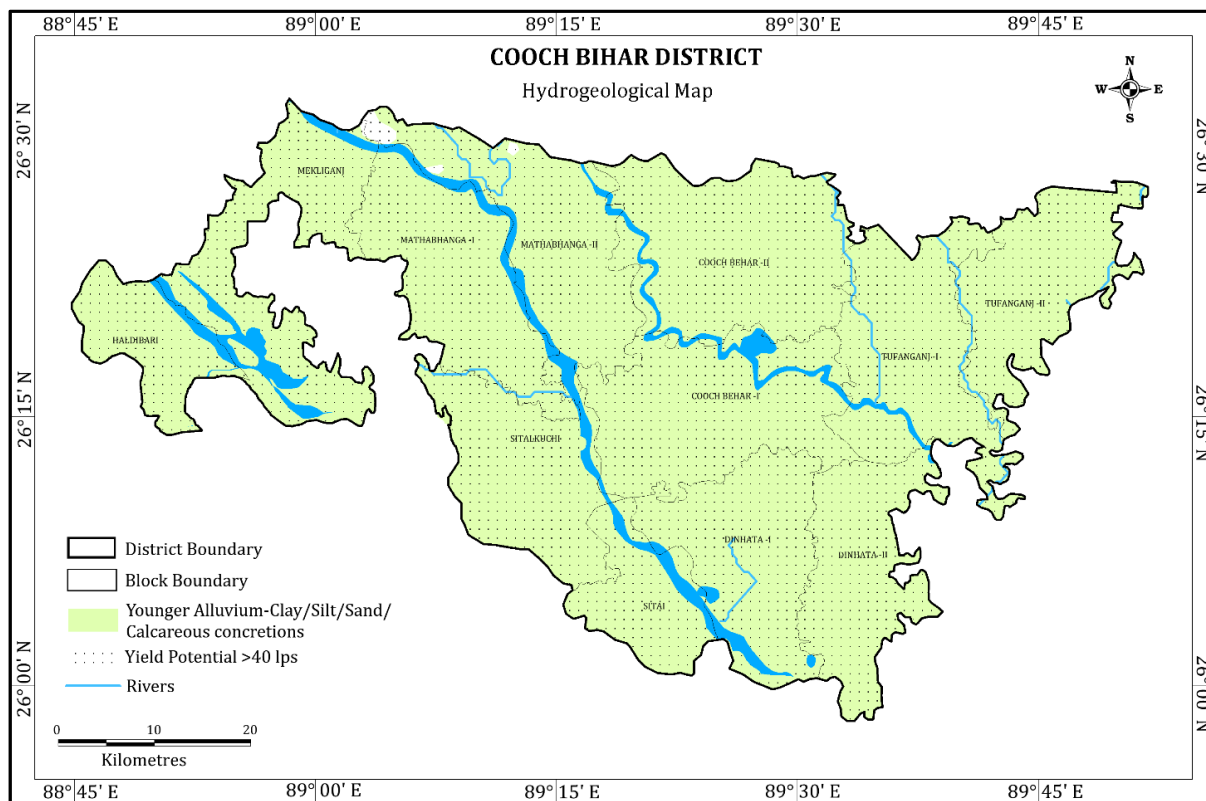 88° 45' E 89° 00' E 89° 15' E 89° 30' E 89° 45' E
COOCH BIHAR DISTRICT
Hydrogeological Map
N
W E
S
26° 30' N 26° 30' N
MEKLIGANJ
MATHABHANGA - I
MATHABHANGA - II
COOCH BEHAR -II
TUFANGANJ -II
HALDIBARI
TUFANGANJ-I
COOCH BEHAR -I
26° 15' N 26° 15' N
SITALKUCHI
DINHATA -I
DINHATA -II
SITAI
District Boundary
Block Boundary
Younger Alluvium-Clay/Silt/Sand/
Calcareous concretions
Yield Potential >40 lps
Rivers
26° 00' N 26° 00' N
0 10 20
Kilometres
88° 45' E 89° 00' E 89° 15' E 89° 30' E 89° 45' E